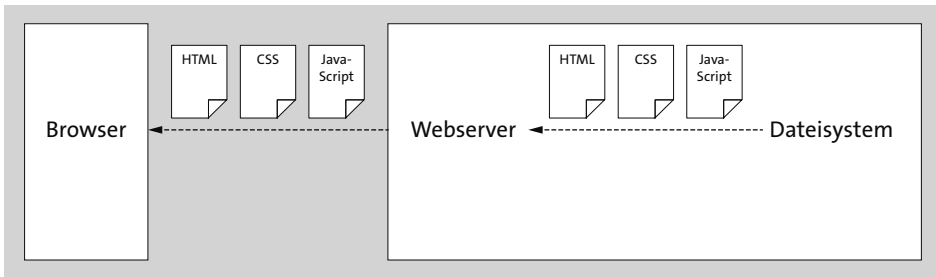 HTML
CSS
Java-
Script
HTML
CSS
Java-
Script
Browser
Webserver
Dateisystem